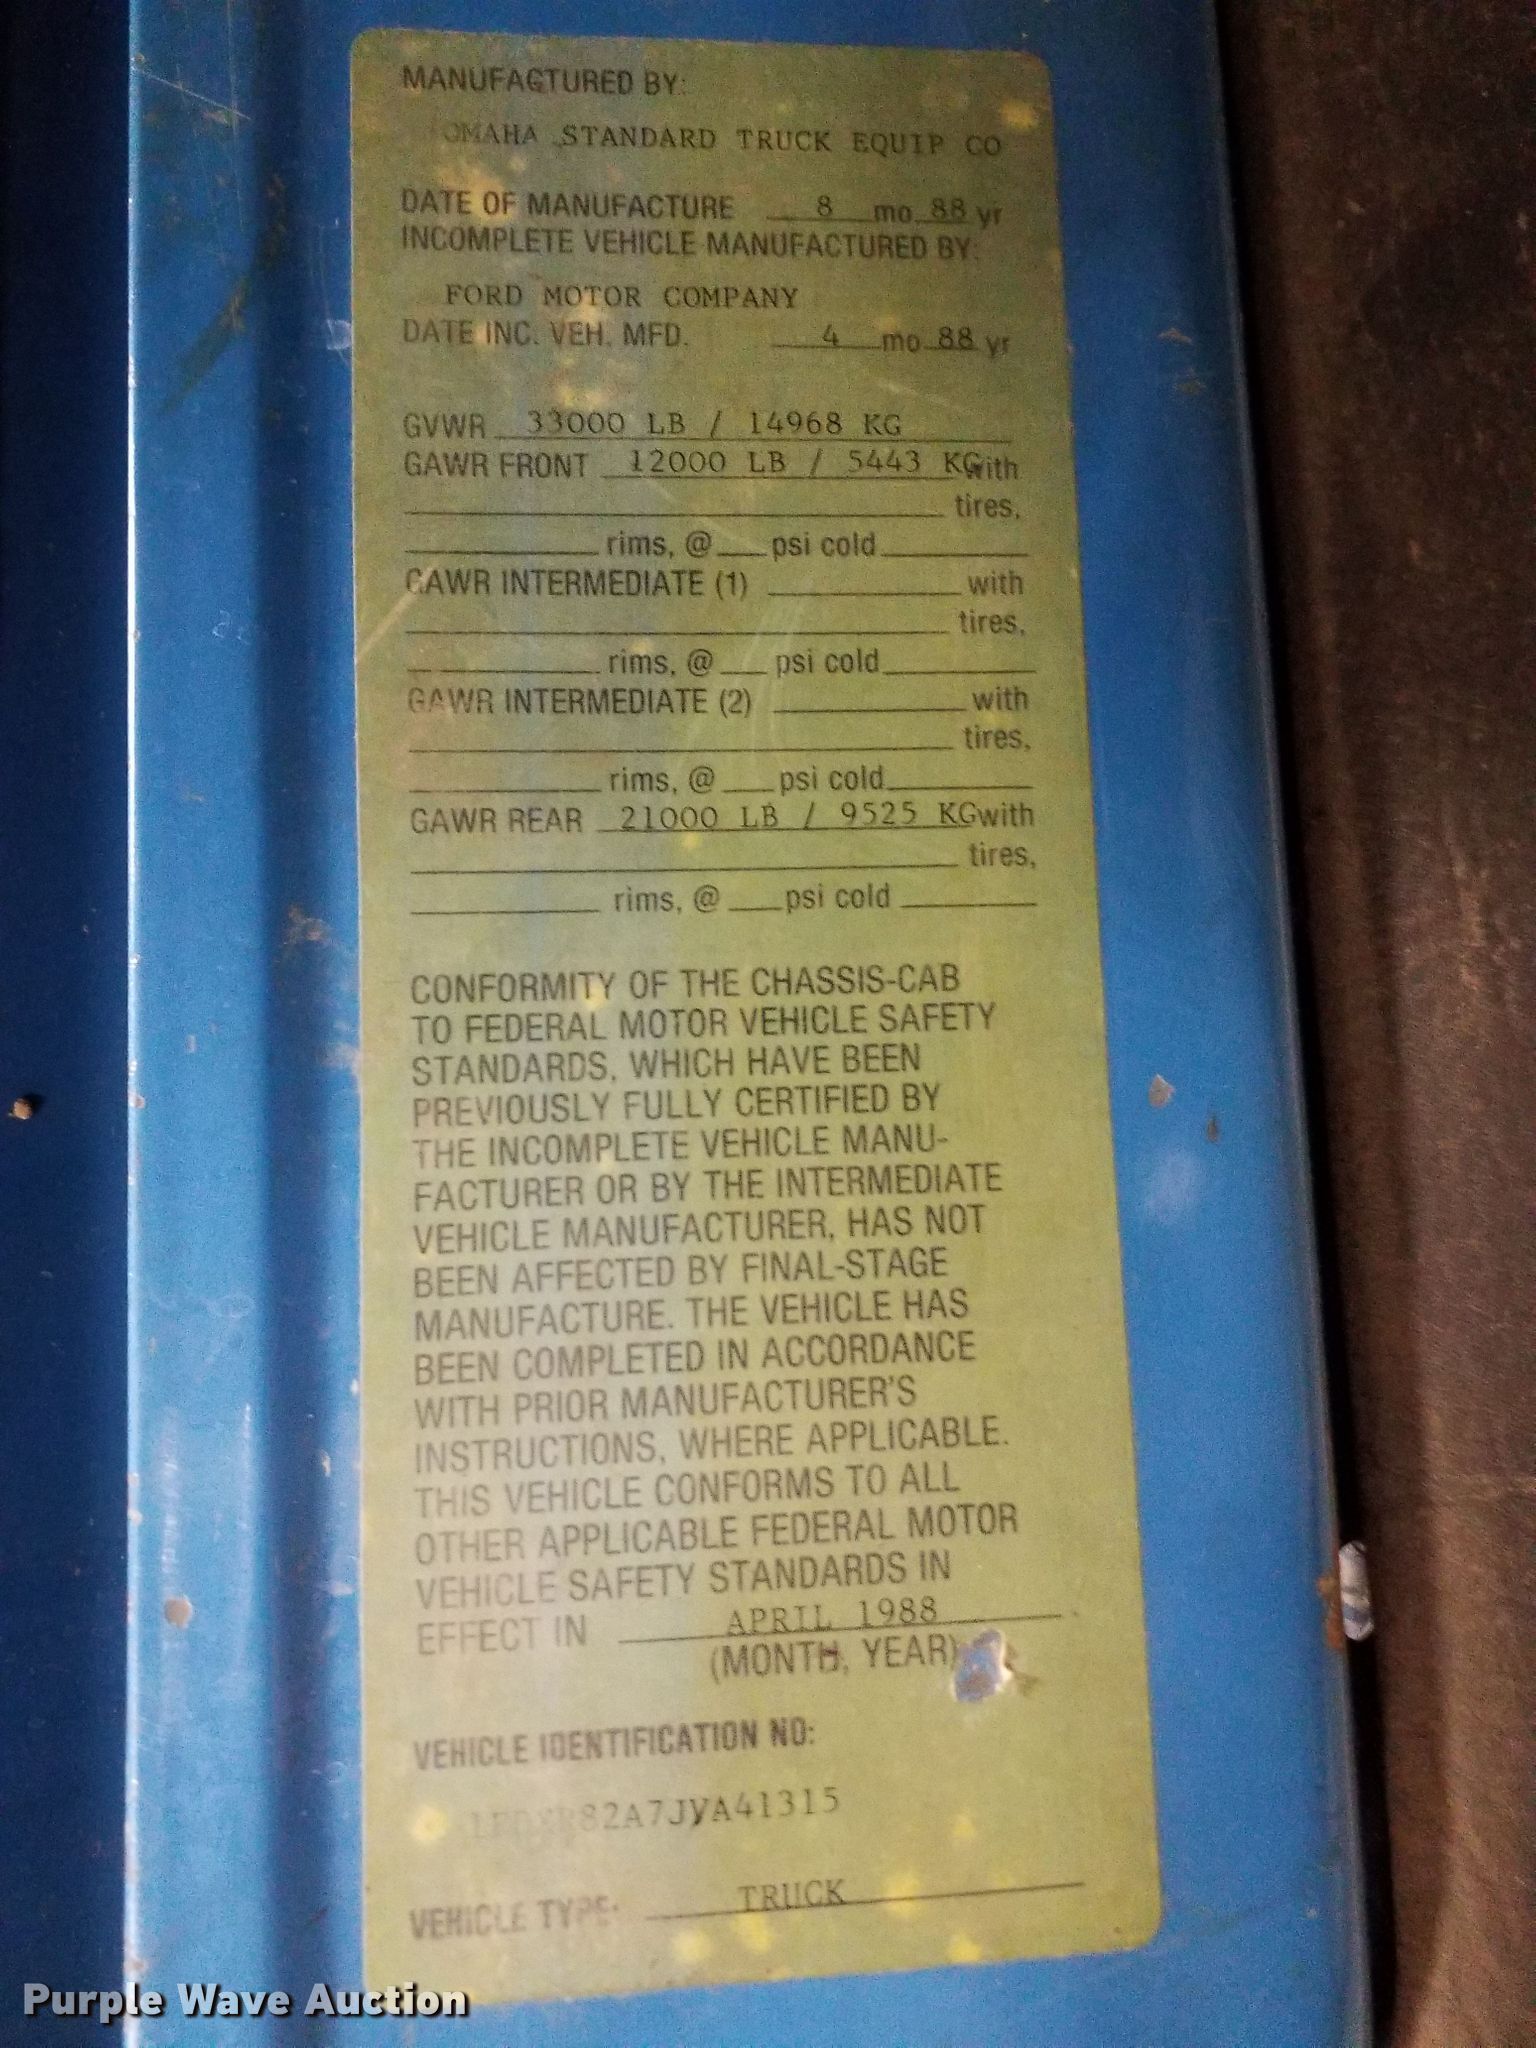 MANUFACTURED BY:
OMAHA STANDARD TRUCK EQUIP CO
DATE OF MANUFACTURE 8 mo 88 yr
INCOMPLETE VEHICLE MANUFACTURED BY:
FORD MOTOR COMPANY
DATE INC. VEH. MFD. 4 mo 88 yr
GVWR 33000 LB / 14968 KG
GAWR FRONT 12000 LB / 5443 KG with
tires,
rims, @ psi cold
GAWR INTERMEDIATE (1) with
tires,
rims, @ psi cold
GAWR INTERMEDIATE (2) with
tires,
rims, @ psi cold
GAWR REAR 21000 LB / 9525 KG with
tires,
rims, @ psi cold
CONFORMITY OF THE CHASSIS-CAB
TO FEDERAL MOTOR VEHICLE SAFETY
STANDARDS, WHICH HAVE BEEN
PREVIOUSLY FULLY CERTIFIED BY
THE INCOMPLETE VEHICLE MANU-
FACTURER OR BY THE INTERMEDIATE
VEHICLE MANUFACTURER, HAS NOT
BEEN AFFECTED BY FINAL-STAGE
MANUFACTURE. THE VEHICLE HAS
BEEN COMPLETED IN ACCORDANCE
WITH PRIOR MANUFACTURER'S
INSTRUCTIONS, WHERE APPLICABLE.
THIS VEHICLE CONFORMS TO ALL
OTHER APPLICABLE FEDERAL MOTOR
VEHICLE SAFETY STANDARDS IN
EFFECT IN APRIL 1988
(MONTH, YEAR)
VEHICLE IDENTIFICATION NO:
VEHICLE TYPE: TRUCK
Purple Wave Auction